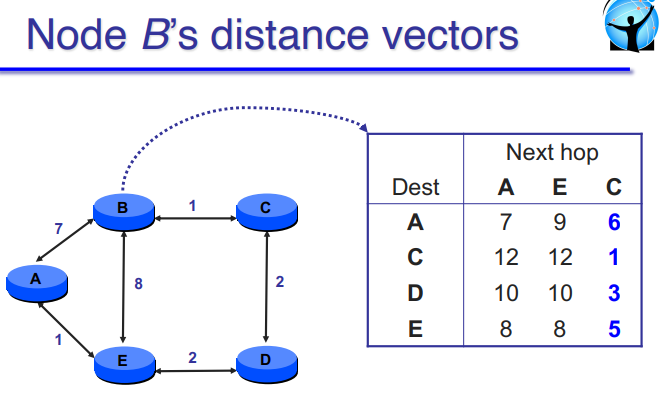 Node B's distance vectors
Next hop
Dest A E C
A 7 9 6
C 12 12 1
D 10 10 3
E 8 8 5
B 1 C
7
A 8 2
1
E 2 D